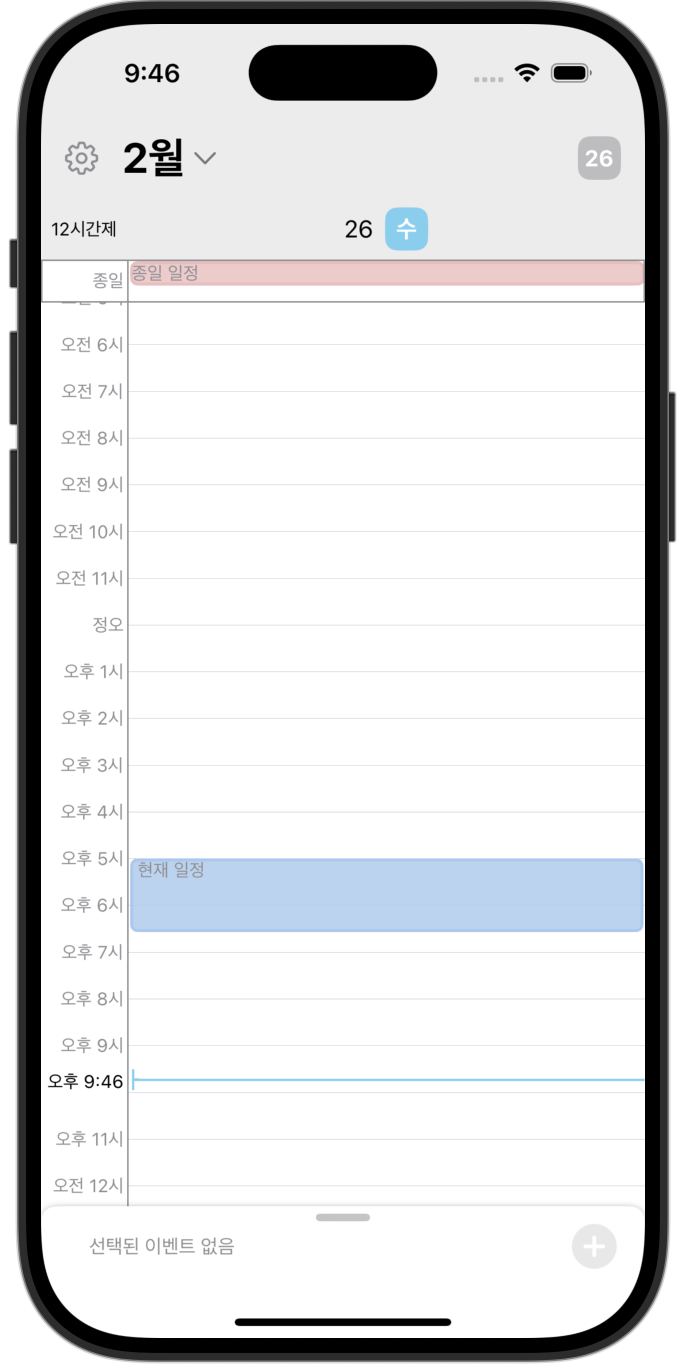 9:46
2월
26
12시간제
26 수
종일
종일 일정
오전 6시
오전 7시
오전 8시
오전 9시
오전 10시
오전 11시
정오
오후 1시
오후 2시
오후 3시
오후 4시
오후 5시
현재 일정
오후 6시
오후 7시
오후 8시
오후 9시
오후 9:46
오후 11시
오전 12시
선택된 이벤트 없음